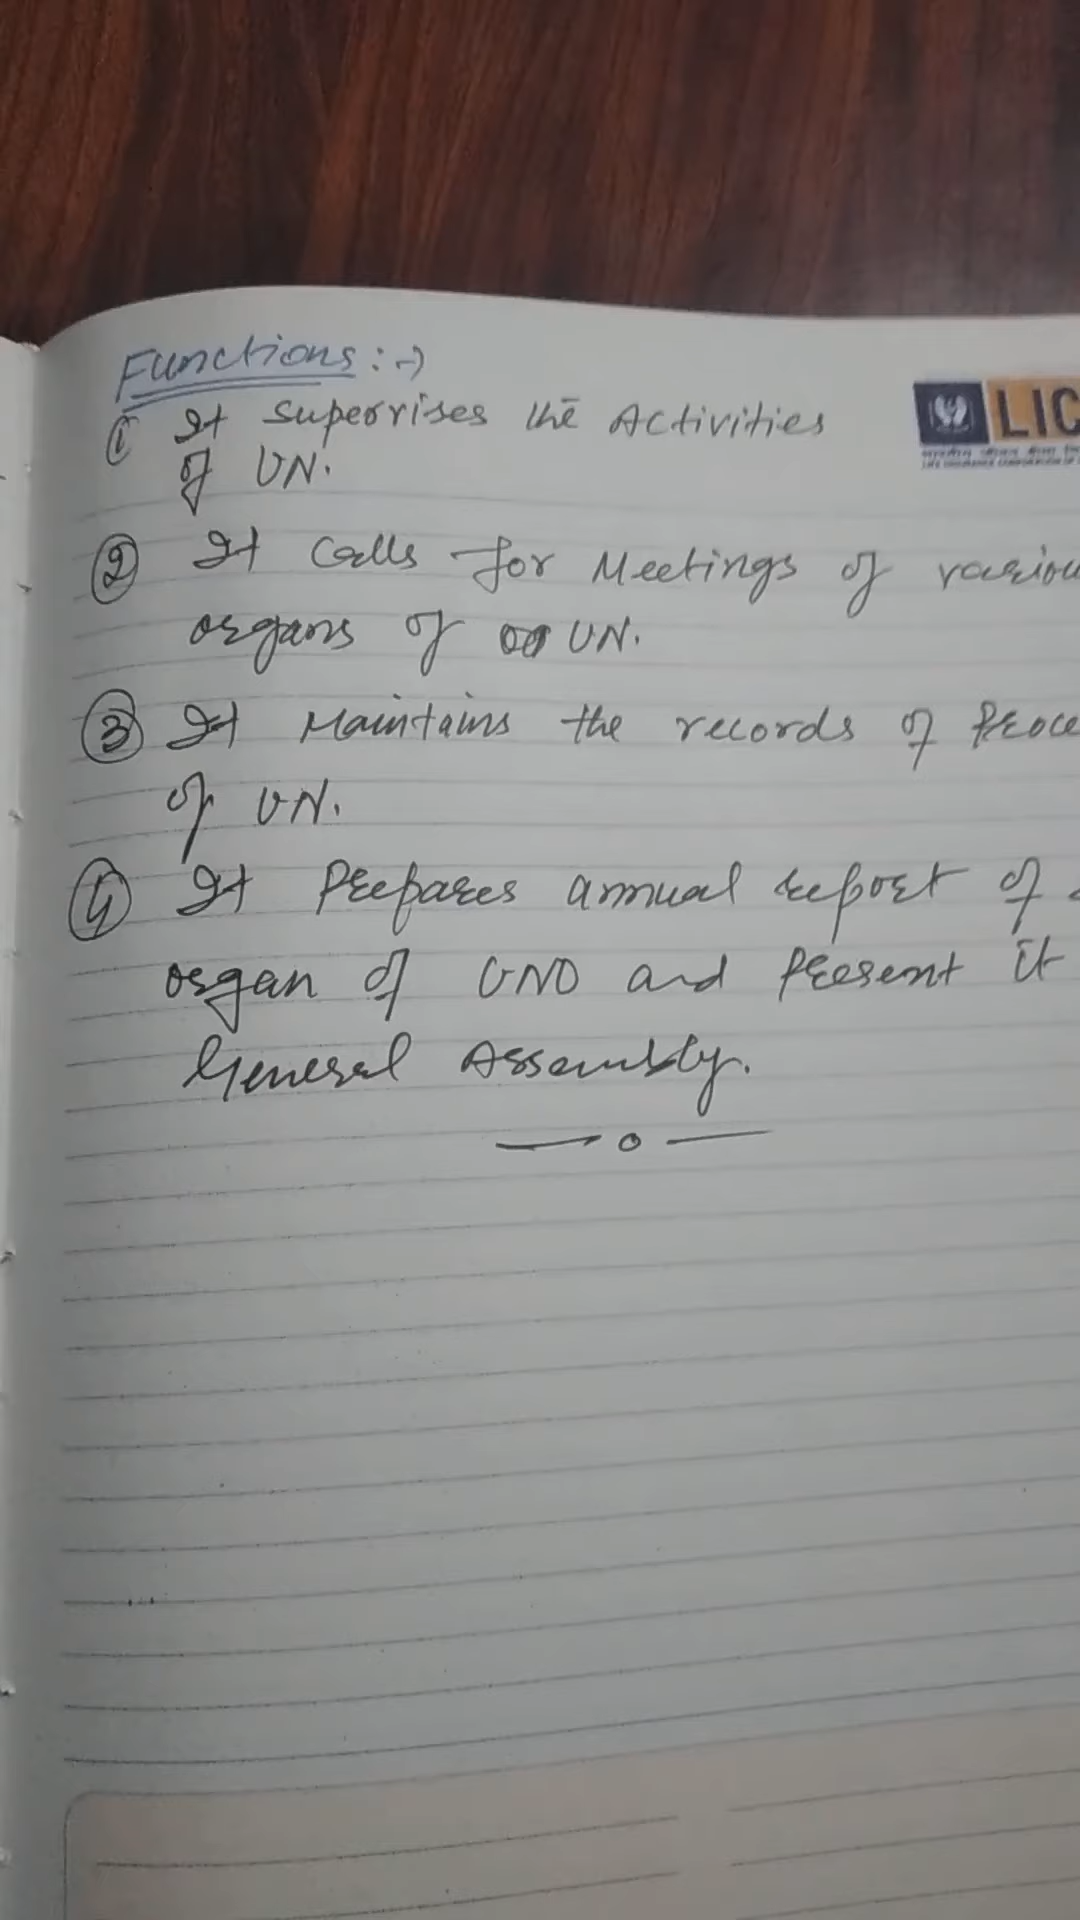 Functions :→
① It supervises the Activities
of UN.
② It calls for Meetings of variou
organs of UN.
③ It Maintains the records of Proce
of UN.
④ It Prepares annual report of
organ of UNO and Present it
General Assembly.
— o —
LIC